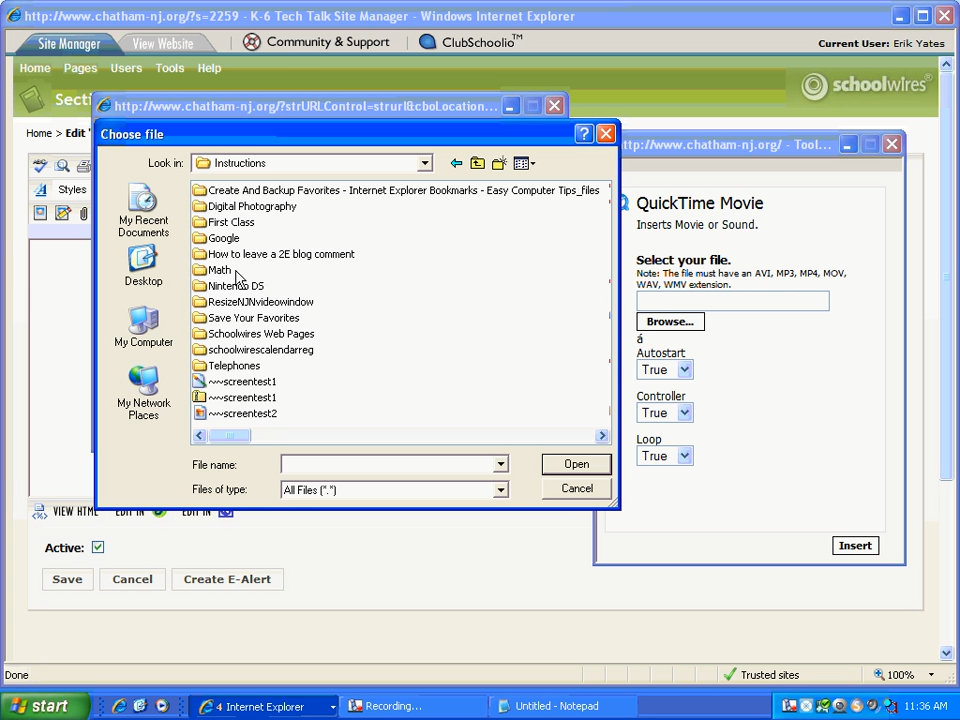 http://www.chatham-nj.org/?s=2259 - K-6 Tech Talk Site Manager - Windows Internet Explorer
Site Manager
View Website
Community & Support
ClubSchoolio™
Current User: Erik Yates
Home Pages Users Tools Help
schoolwires®
Secti
http://www.chatham-nj.org/?strURLControl=strurl&cboLocation...
Home > Edit '
Choose file
ttp://www.chatham-nj.org/ - Tool...
Look in: Instructions
Styles
My Recent Documents
Desktop
My Computer
My Network Places
Create And Backup Favorites - Internet Explorer Bookmarks - Easy Computer Tips_files
Digital Photography
First Class
Google
How to leave a 2E blog comment
Math
Nintendo DS
ResizeNJNvideowindow
Save Your Favorites
Schoolwires Web Pages
schoolwirescalendarreg
Telephones
~~screentest1
~~screentest1
~~screentest2
File name:
Open
Files of type: All Files (*.*)
Cancel
QuickTime Movie
Inserts Movie or Sound.
Select your file.
Note: The file must have an AVI, MP3, MP4, MOV,
WAV, WMV extension.
Browse...
á
Autostart
True
Controller
True
Loop
True
Insert
VIEW HTML EDIT IN EDIT IN
Active:
Save Cancel Create E-Alert
Done
Trusted sites
100%
start
4 Internet Explorer
Recording...
Untitled - Notepad
11:36 AM